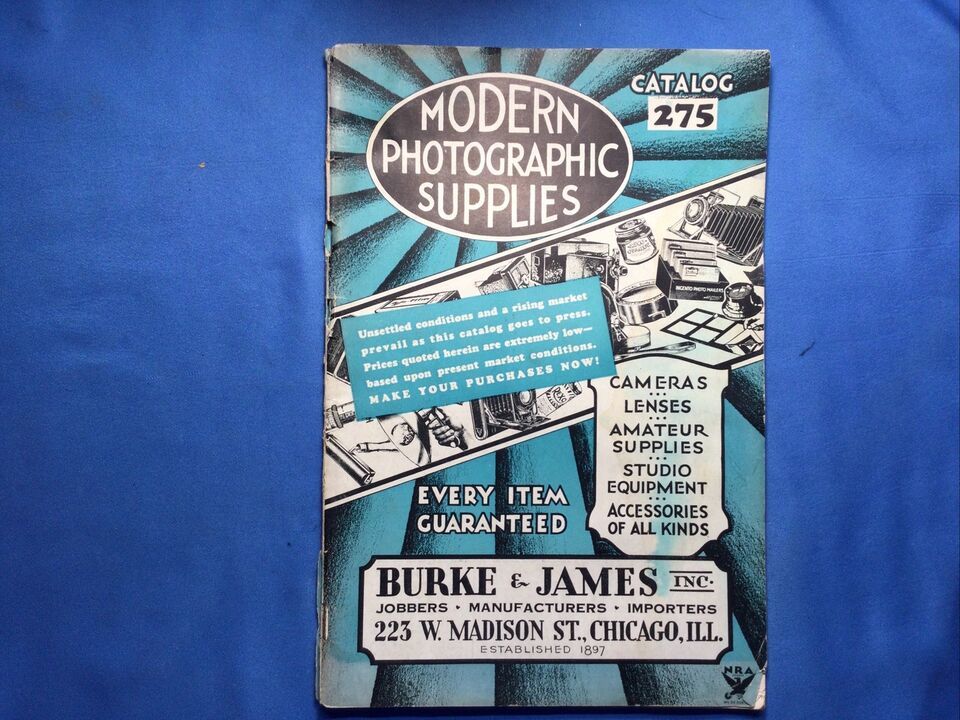 CATALOG
275
MODERN
PHOTOGRAPHIC
SUPPLIES
INGENTO PHOTO MAILERS
Unsettled conditions and a rising market
prevail as this catalog goes to press.
Prices quoted herein are extremely low—
based upon present market conditions.
MAKE YOUR PURCHASES NOW!
CAMERAS
LENSES
AMATEUR
SUPPLIES
STUDIO
EQUIPMENT
ACCESSORIES
OF ALL KINDS
EVERY ITEM
GUARANTEED
BURKE & JAMES INC.
JOBBERS · MANUFACTURERS · IMPORTERS
223 W. MADISON ST., CHICAGO, ILL.
ESTABLISHED 1897
NRA